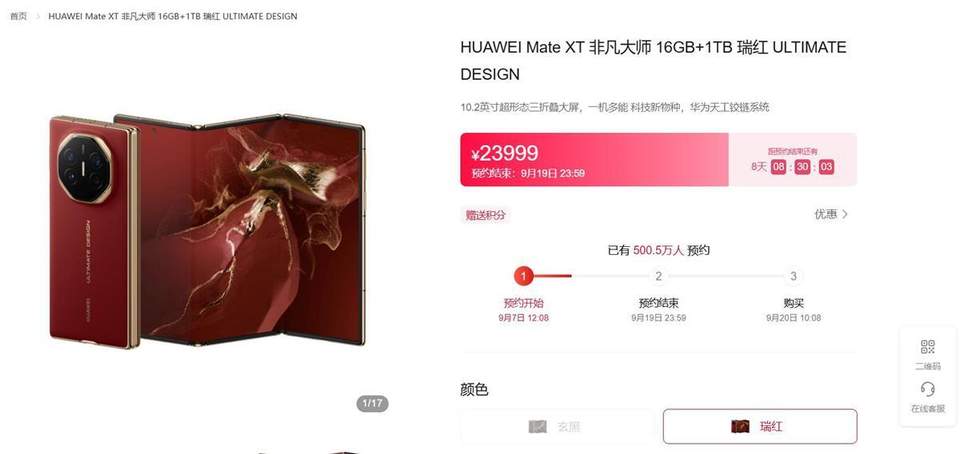 首页 > HUAWEI Mate XT 非凡大师 16GB+1TB 瑞红 ULTIMATE DESIGN
HUAWEI Mate XT 非凡大师 16GB+1TB 瑞红 ULTIMATE
DESIGN
10.2英寸超形态三折叠大屏，一机多能 科技新物种，华为天工铰链系统
¥23999
预约结束：9月19日 23:59
距预约结束还有
8天 08 : 30 : 03
赠送积分
优惠 >
已有 500.5万人 预约
1 2 3
预约开始 预约结束 购买
9月7日 12:08 9月19日 23:59 9月20日 10:08
颜色
玄黑
瑞红
1/17
HUAWEI ULTIMATE DESIGN
二维码
在线客服